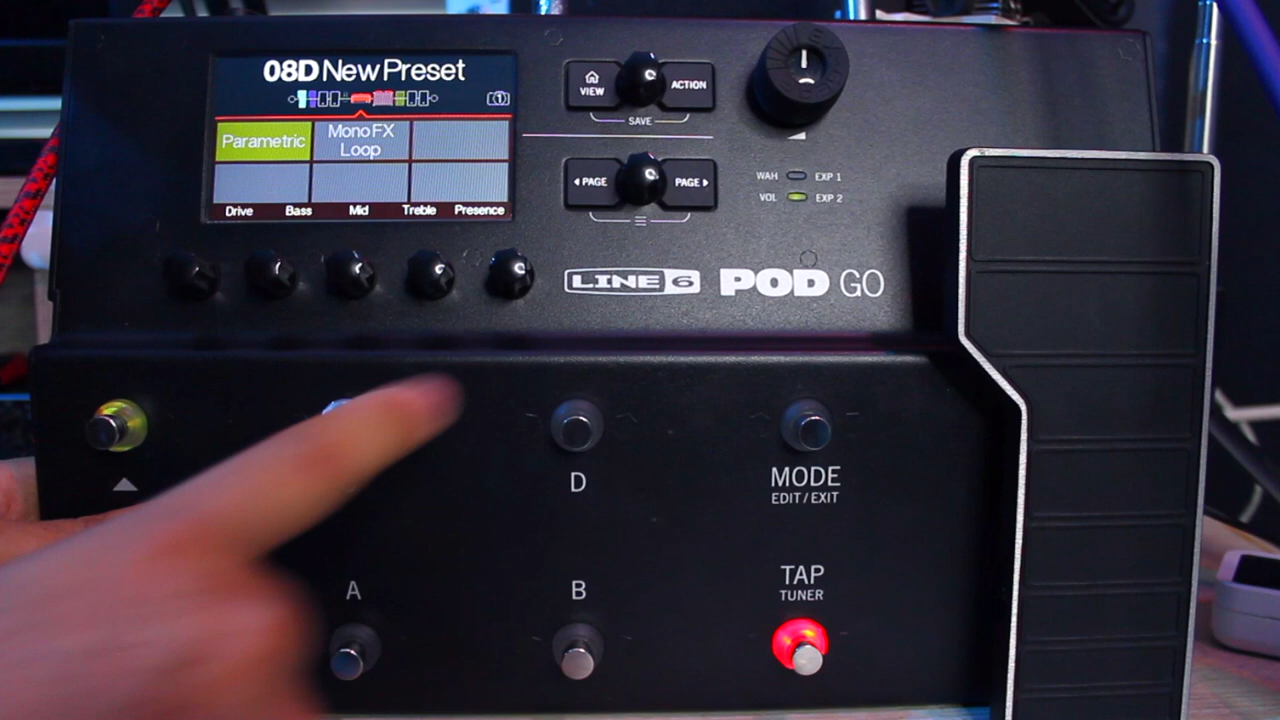 08D New Preset
1
Parametric
Mono FX
Loop
Drive Bass Mid Treble Presence
VIEW
ACTION
SAVE
PAGE
PAGE
WAH EXP 1
VOL EXP 2
LINE 6 POD GO
D
MODE
EDIT / EXIT
A
B
TAP
TUNER